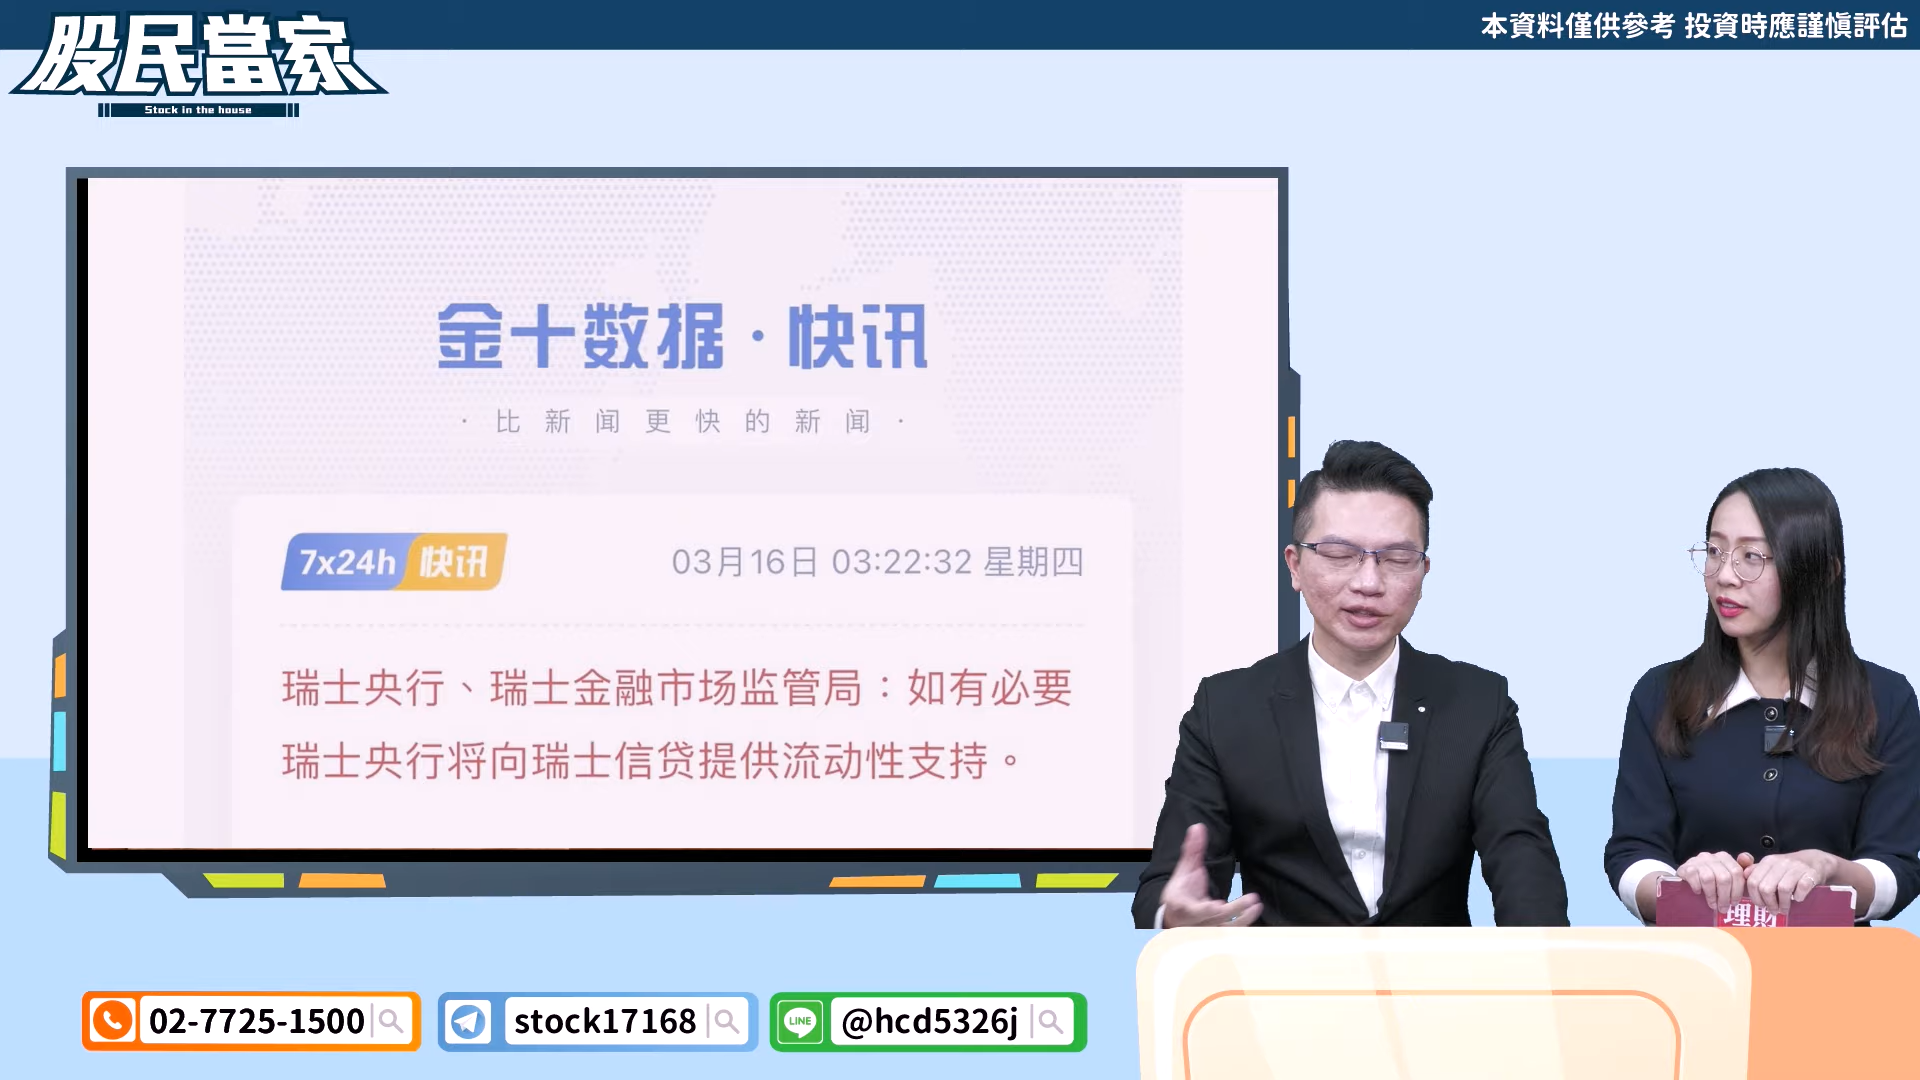 股民當家
Stock in the house
本資料僅供參考 投資時應謹慎評估
金十数据·快讯
· 比新闻更快的新闻 ·
7x24h 快讯
03月16日 03:22:32 星期四
瑞士央行、瑞士金融市场监管局：如有必要
瑞士央行将向瑞士信贷提供流动性支持。
理財
02-7725-1500
stock17168
LINE
@hcd5326j